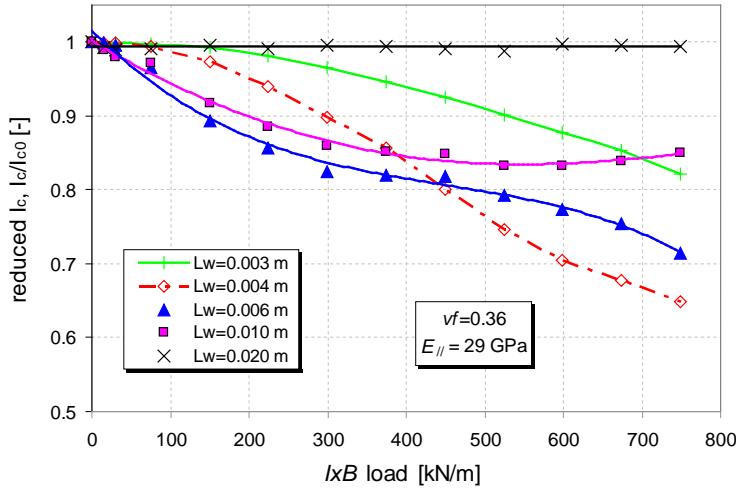 reduced Ic, Ic/Ic0 [-]
1
0.9
0.8
0.7
0.6
0.5
Lw=0.003 m
Lw=0.004 m
Lw=0.006 m
Lw=0.010 m
Lw=0.020 m
vf=0.36
E// = 29 GPa
0 100 200 300 400 500 600 700 800
IxB load [kN/m]